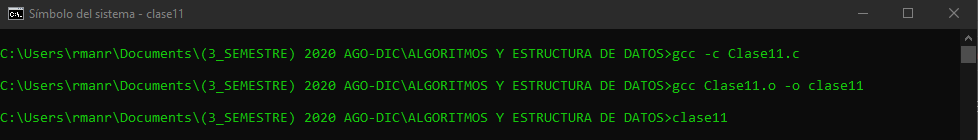 Símbolo del sistema - clase11
C:\Users\rmanr\Documents\(3_SEMESTRE) 2020 AGO-DIC\ALGORITMOS Y ESTRUCTURA DE DATOS>gcc -c Clase11.c
C:\Users\rmanr\Documents\(3_SEMESTRE) 2020 AGO-DIC\ALGORITMOS Y ESTRUCTURA DE DATOS>gcc Clase11.o -o clase11
C:\Users\rmanr\Documents\(3_SEMESTRE) 2020 AGO-DIC\ALGORITMOS Y ESTRUCTURA DE DATOS>clase11